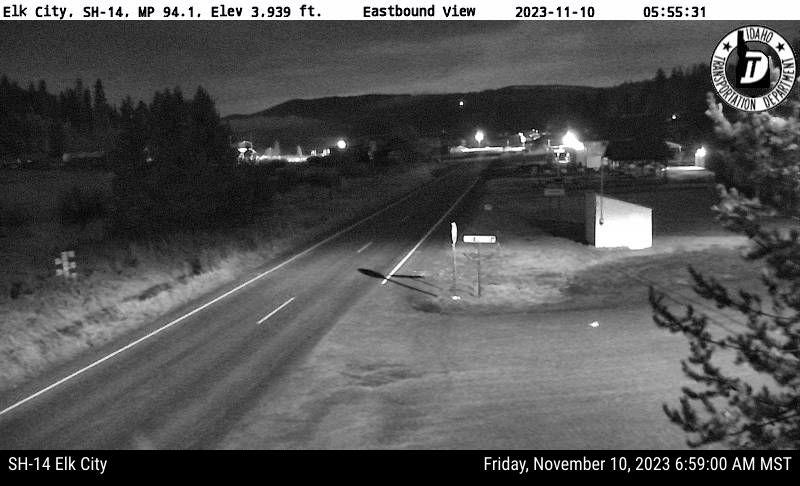 Elk City, SH-14, MP 94.1, Elev 3,939 ft. Eastbound View 2023-11-10 05:55:31
IDAHO
TRANSPORTATION DEPARTMENT
SH-14 Elk City Friday, November 10, 2023 6:59:00 AM MST